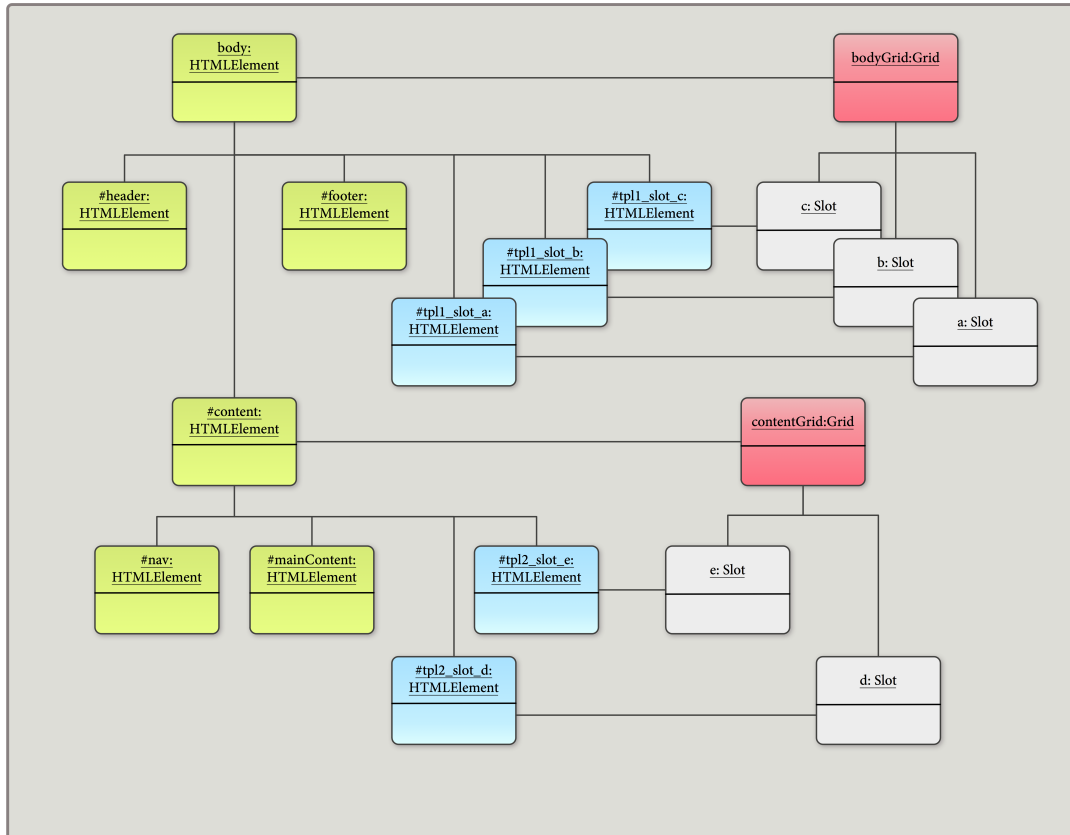 body:
HTMLElement
bodyGrid:Grid
#header:
HTMLElement
#footer:
HTMLElement
#tpl1_slot_c:
HTMLElement
c: Slot
#tpl1_slot_b:
HTMLElement
b: Slot
#tpl1_slot_a:
HTMLElement
a: Slot
#content:
HTMLElement
contentGrid:Grid
#nav:
HTMLElement
#mainContent:
HTMLElement
#tpl2_slot_e:
HTMLElement
e: Slot
#tpl2_slot_d:
HTMLElement
d: Slot